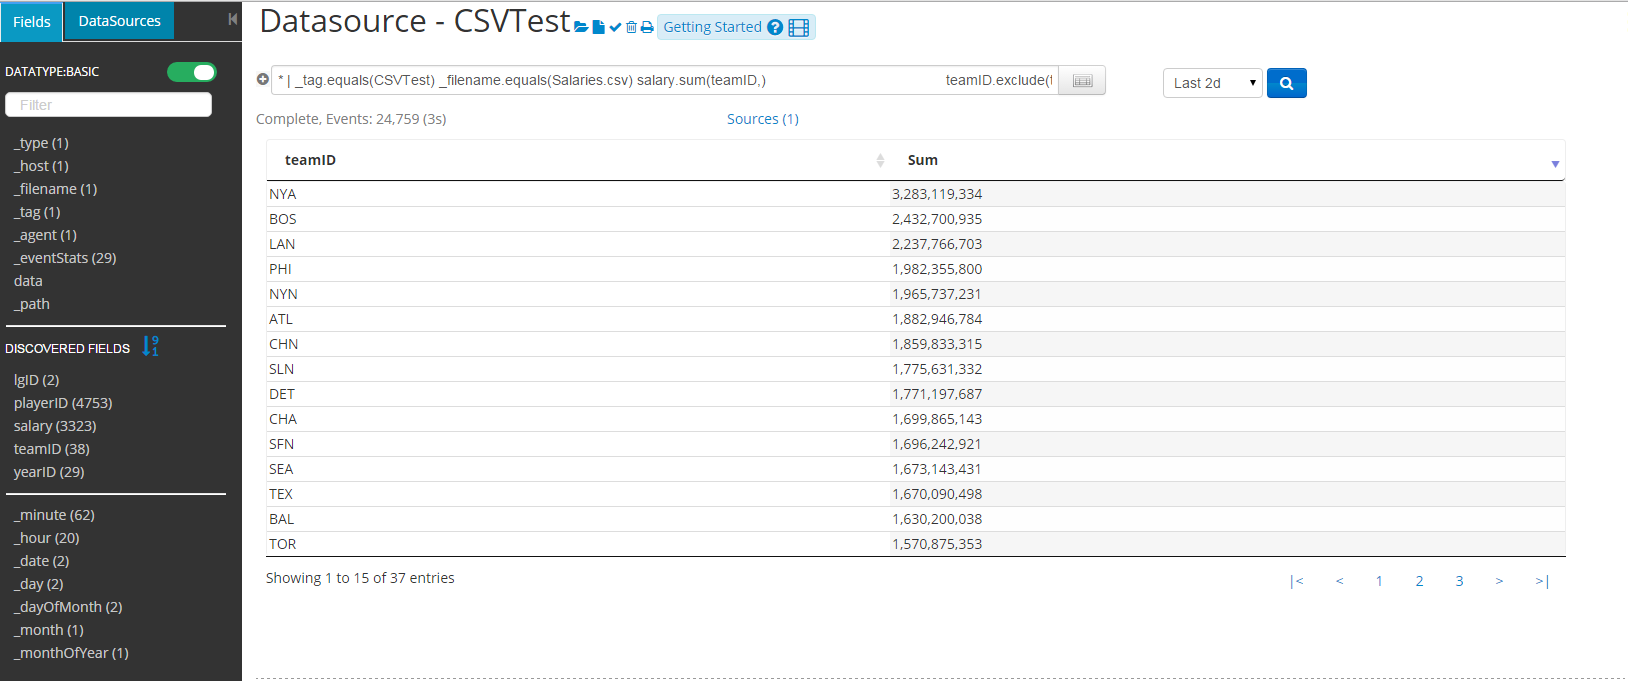 Fields DataSources
DATATYPE:BASIC
Filter
_type (1)
_host (1)
_filename (1)
_tag (1)
_agent (1)
_eventStats (29)
data
_path
DISCOVERED FIELDS 9 1
lgID (2)
playerID (4753)
salary (3323)
teamID (38)
yearID (29)
_minute (62)
_hour (20)
_date (2)
_day (2)
_dayOfMonth (2)
_month (1)
_monthOfYear (1)
Datasource - CSVTest Getting Started ?
* | _tag.equals(CSVTest) _filename.equals(Salaries.csv) salary.sum(teamID,) teamID.exclude(t Last 2d
Complete, Events: 24,759 (3s) Sources (1)
teamID Sum
NYA 3,283,119,334
BOS 2,432,700,935
LAN 2,237,766,703
PHI 1,982,355,800
NYN 1,965,737,231
ATL 1,882,946,784
CHN 1,859,833,315
SLN 1,775,631,332
DET 1,771,197,687
CHA 1,699,865,143
SFN 1,696,242,921
SEA 1,673,143,431
TEX 1,670,090,498
BAL 1,630,200,038
TOR 1,570,875,353
Showing 1 to 15 of 37 entries |< < 1 2 3 > >|